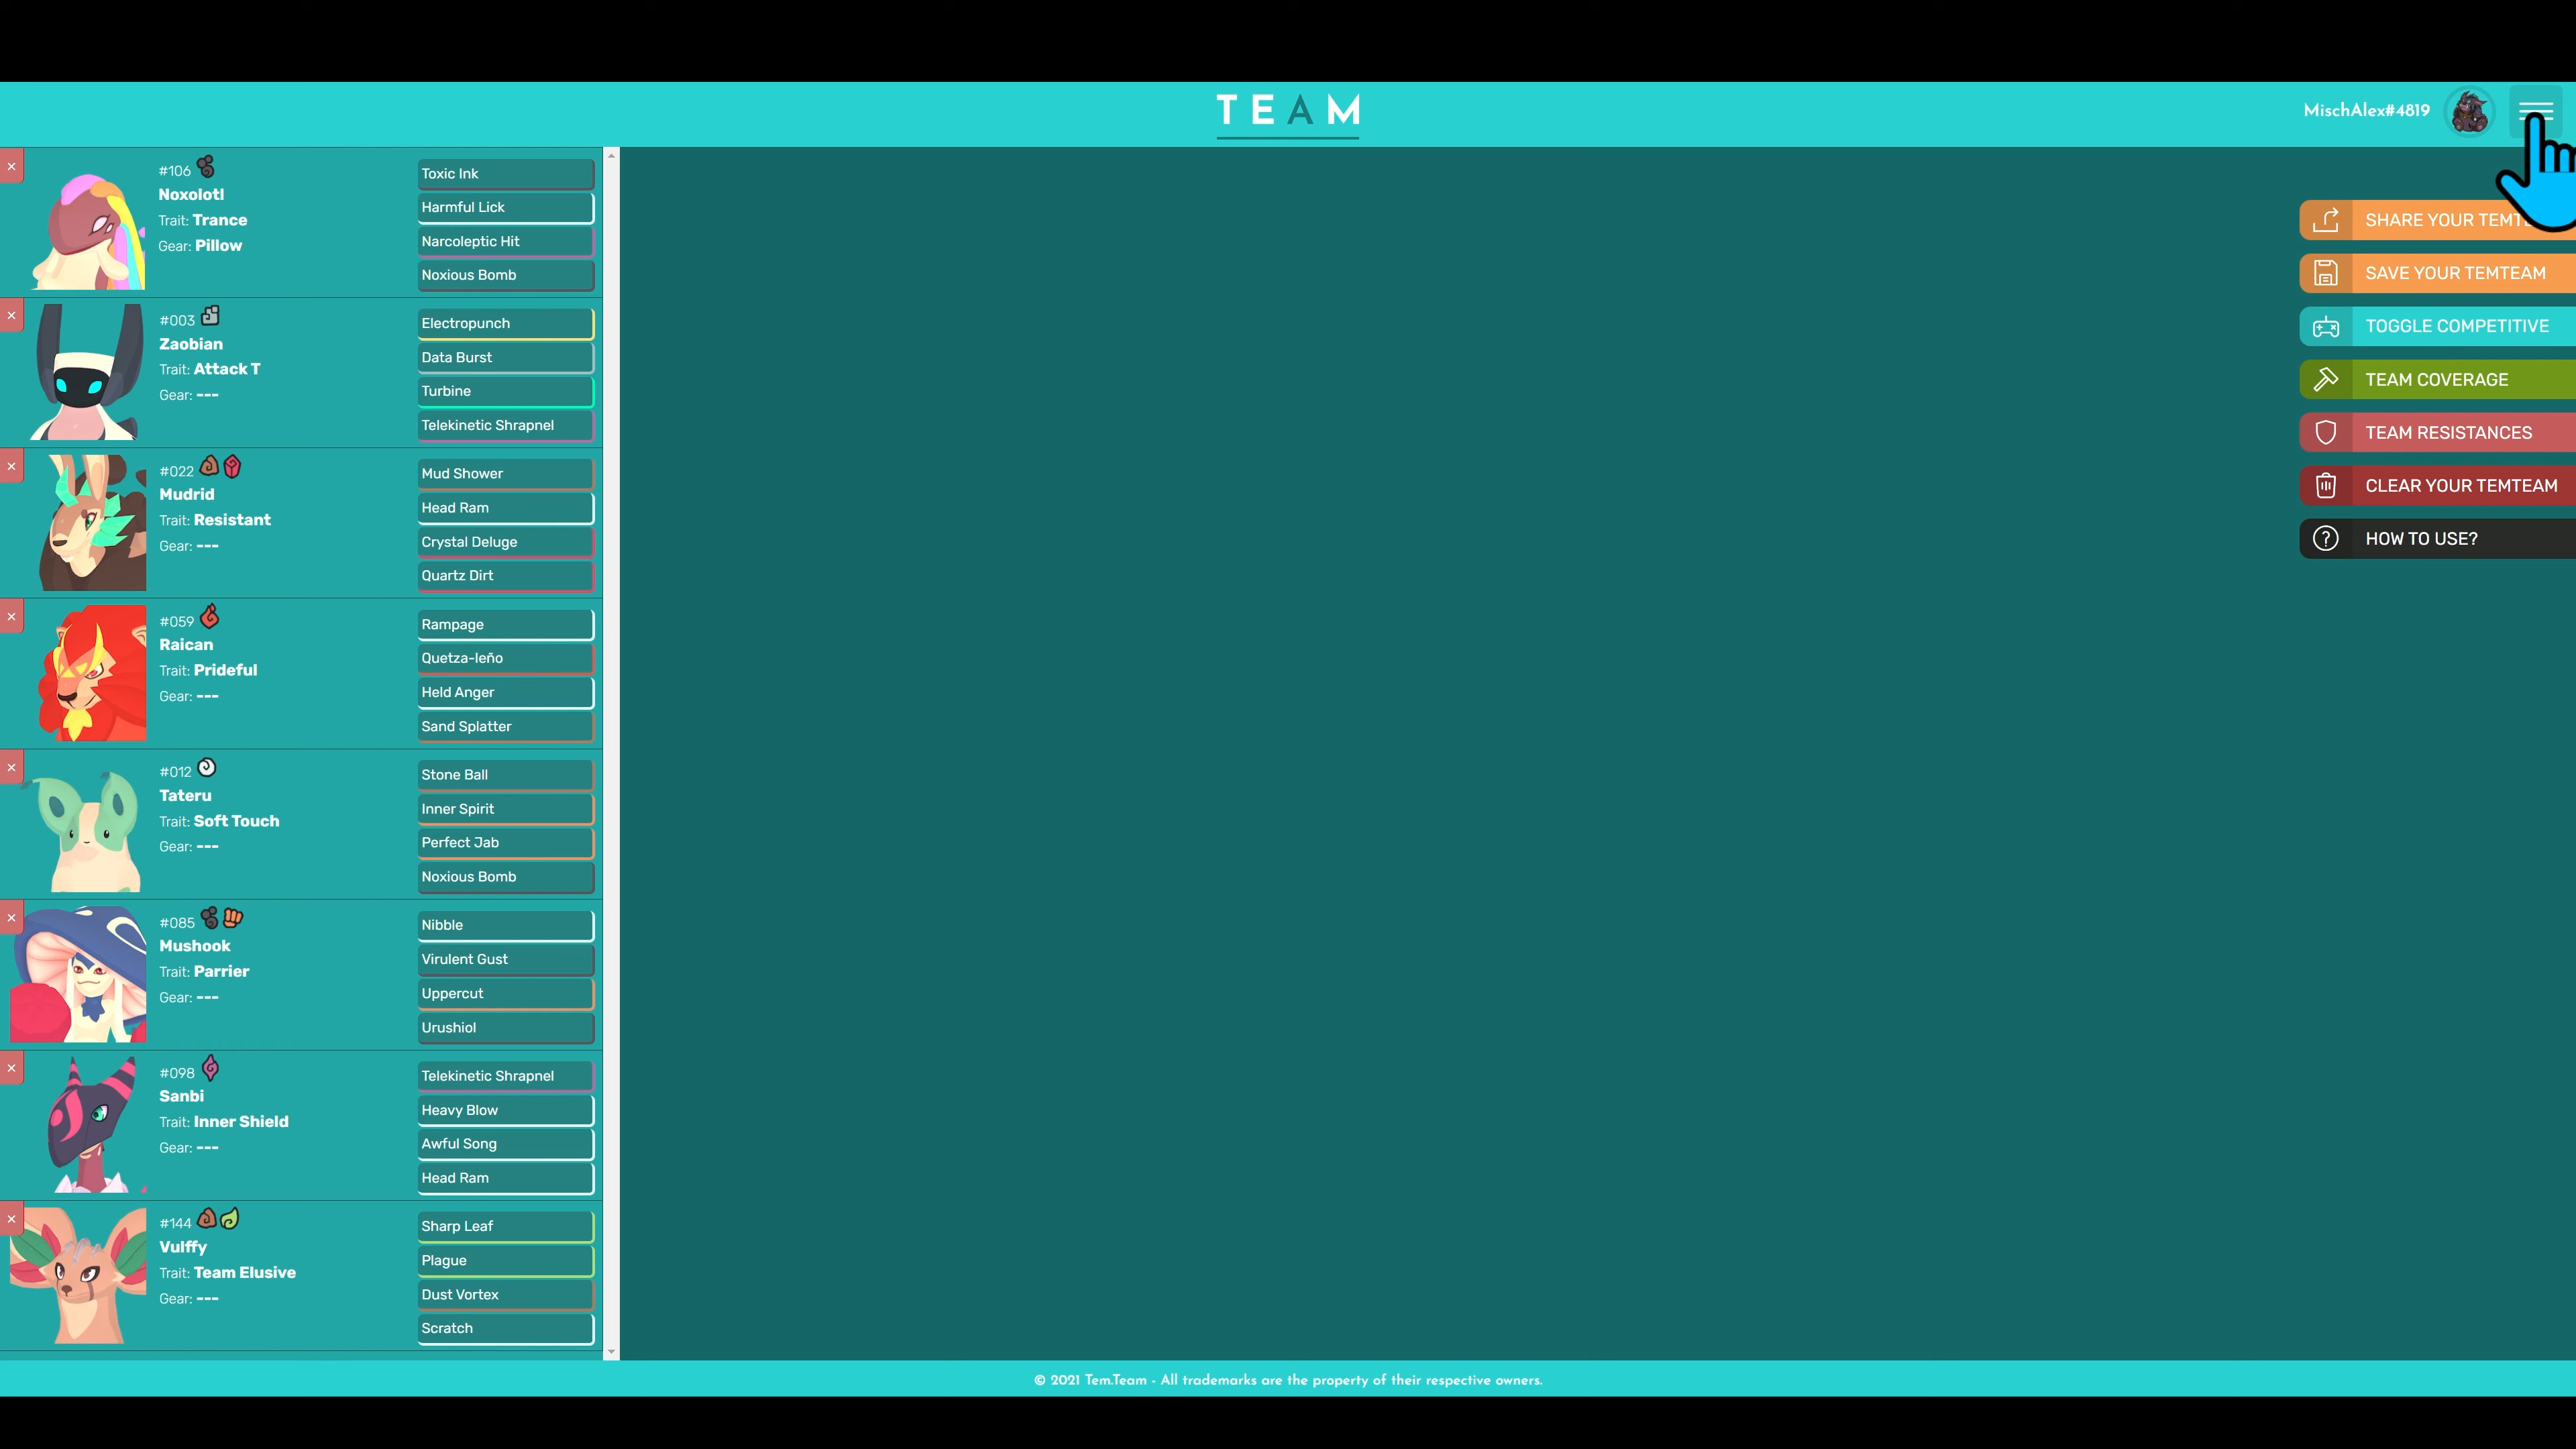 TEAM
MischAlex#4819
#106
Noxolotl
Trait: Trance
Gear: Pillow
Toxic Ink
Harmful Lick
Narcoleptic Hit
Noxious Bomb
#003
Zaobian
Trait: Attack T
Gear: ---
Electropunch
Data Burst
Turbine
Telekinetic Shrapnel
#022
Mudrid
Trait: Resistant
Gear: ---
Mud Shower
Head Ram
Crystal Deluge
Quartz Dirt
#059
Raican
Trait: Prideful
Gear: ---
Rampage
Quetza-leño
Held Anger
Sand Splatter
#012
Tateru
Trait: Soft Touch
Gear: ---
Stone Ball
Inner Spirit
Perfect Jab
Noxious Bomb
#085
Mushook
Trait: Parrier
Gear: ---
Nibble
Virulent Gust
Uppercut
Urushiol
#098
Sanbi
Trait: Inner Shield
Gear: ---
Telekinetic Shrapnel
Heavy Blow
Awful Song
Head Ram
#144
Vulffy
Trait: Team Elusive
Gear: ---
Sharp Leaf
Plague
Dust Vortex
Scratch
SHARE YOUR
SAVE YOUR TEMTEAM
TOGGLE COMPETITIVE
TEAM COVERAGE
TEAM RESISTANCES
CLEAR YOUR TEMTEAM
HOW TO USE?
© 2021 Tem.Team - All trademarks are the property of their respective owners.